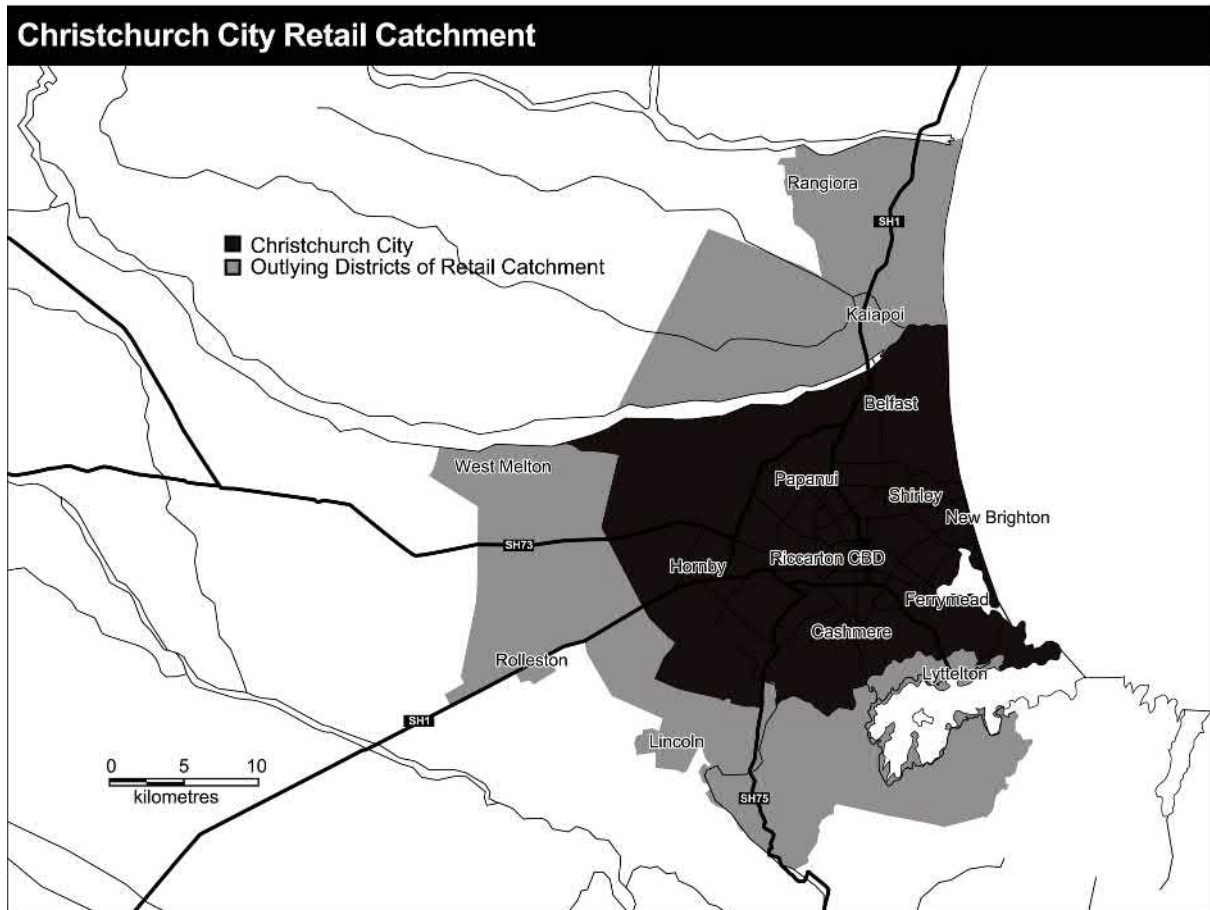 Christchurch City Retail Catchment
Rangiora
SH1
Christchurch City
Outlying Districts of Retail Catchment
Kaiapoi
Belfast
West Melton
Papanui
Shirley
New Brighton
SH73
Hornby
Riccarton CBD
Ferrymead
Cashmere
Rolleston
Lyttelton
SH1
Lincoln
0 5 10
kilometres
SH75